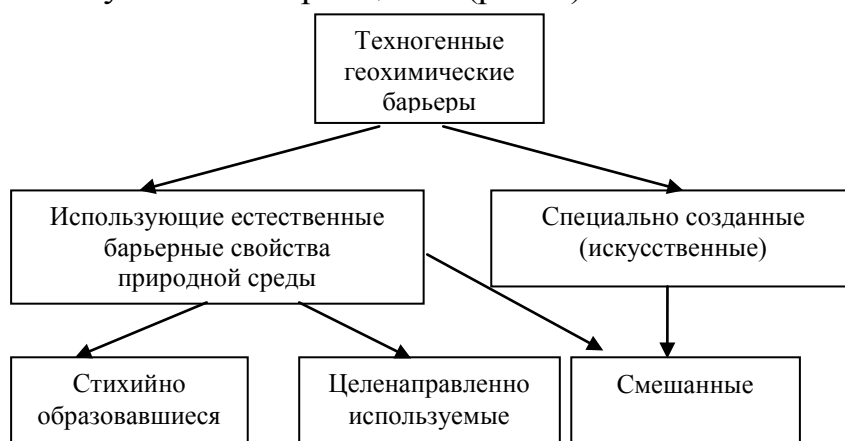 Техногенные
геохимические
барьеры
Использующие естественные
барьерные свойства
природной среды
Специально созданные
(искусственные)
Стихийно
образовавшиеся
Целенаправленно
используемые
Смешанные